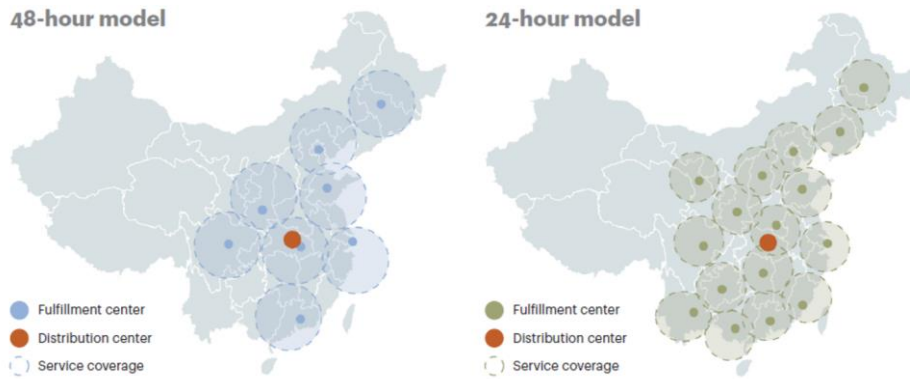 48-hour model
Fulfillment center
Distribution center
Service coverage
24-hour model
Fulfillment center
Distribution center
Service coverage